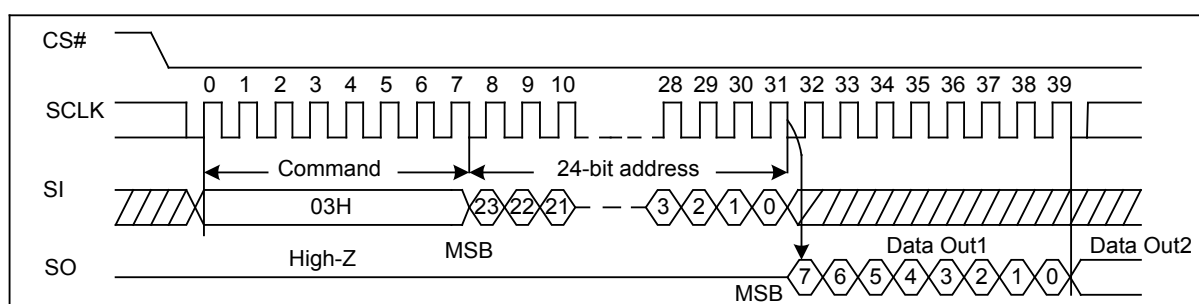 CS#
0 1 2 3 4 5 6 7 8 9 10 28 29 30 31 32 33 34 35 36 37 38 39
SCLK
Command 24-bit address
SI
03H 23 22 21 3 2 1 0
High-Z MSB Data Out1 Data Out2
SO
MSB 7 6 5 4 3 2 1 0